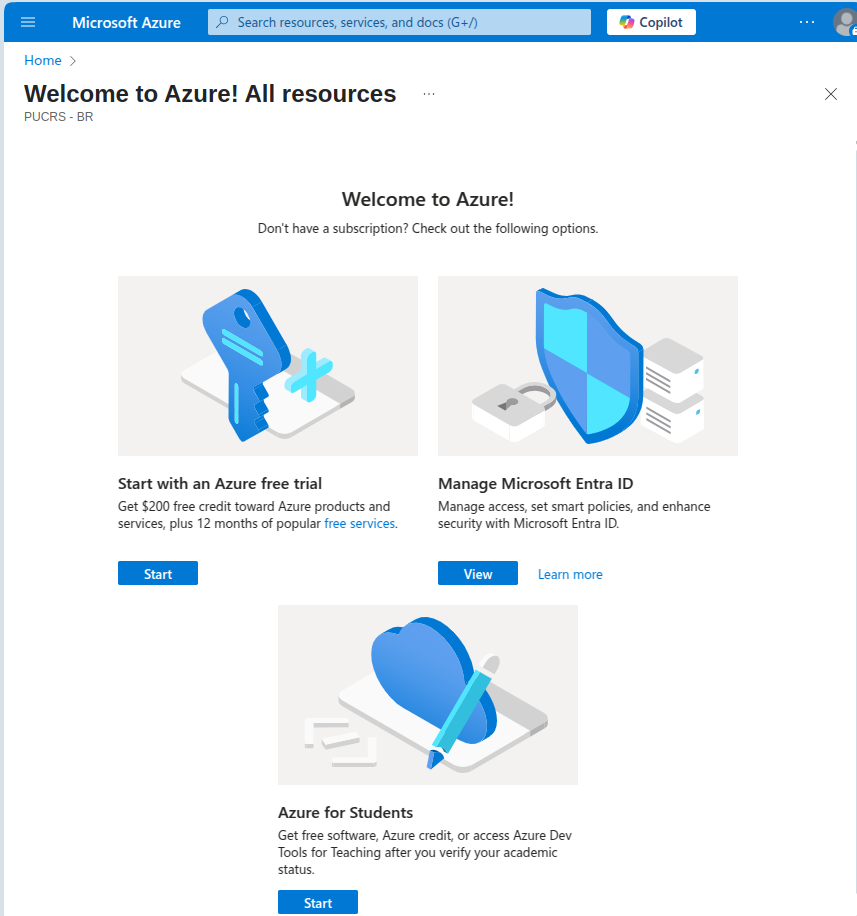 Microsoft Azure
Search resources, services, and docs (G+/)
Copilot
Home
Welcome to Azure! All resources
PUCRS - BR
Welcome to Azure!
Don't have a subscription? Check out the following options.
Start with an Azure free trial
Get $200 free credit toward Azure products and
services, plus 12 months of popular free services.
Start
Manage Microsoft Entra ID
Manage access, set smart policies, and enhance
security with Microsoft Entra ID.
View
Learn more
Azure for Students
Get free software, Azure credit, or access Azure Dev
Tools for Teaching after you verify your academic
status.
Start